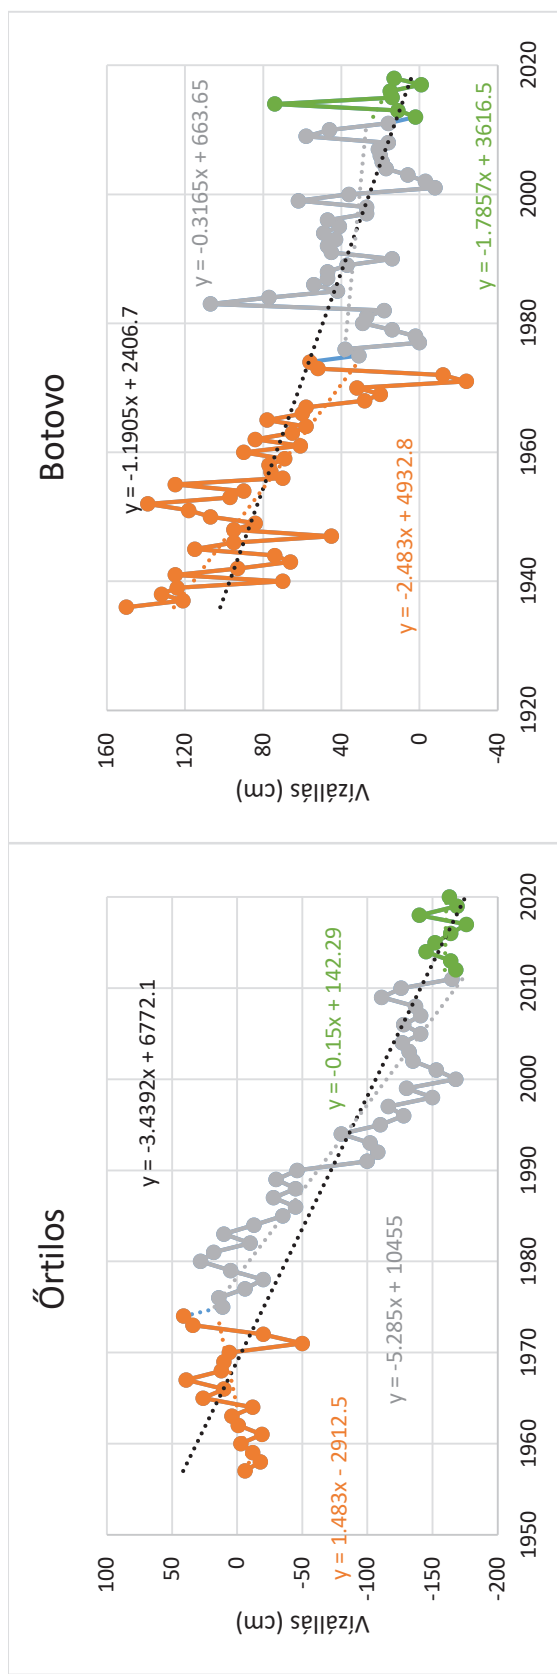 Őrtilos
100
50
0
-50
-100
-150
-200
Vízállás (cm)
1950
1960
1970
1980
1990
2000
2010
2020
y = -3.4392x + 6772.1
y = 1.483x - 2912.5
y = -5.285x + 10455
y = -0.15x + 142.29
Botovo
160
120
80
40
0
-40
Vízállás (cm)
1920
1940
1960
1980
2000
2020
y = -1.1905x + 2406.7
y = -0.3165x + 663.65
y = -2.483x + 4932.8
y = -1.7857x + 3616.5